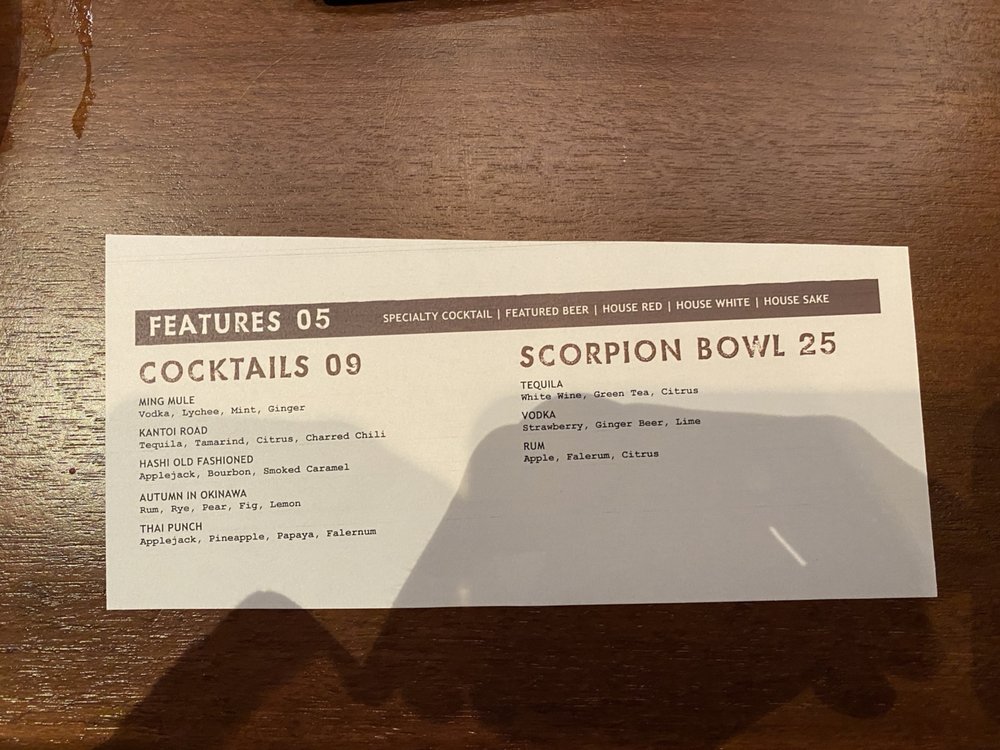 FEATURES 05
SPECIALTY COCKTAIL | FEATURED BEER | HOUSE RED | HOUSE WHITE | HOUSE SAKE
COCKTAILS 09
MING MULE
Vodka, Lychee, Mint, Ginger
KANTOI ROAD
Tequila, Tamarind, Citrus, Charred Chili
HASHI OLD FASHIONED
Applejack, Bourbon, Smoked Caramel
AUTUMN IN OKINAWA
Rum, Rye, Pear, Fig, Lemon
THAI PUNCH
Applejack, Pineapple, Papaya, Falernum
SCORPION BOWL 25
TEQUILA
White Wine, Green Tea, Citrus
VODKA
Strawberry, Ginger Beer, Lime
RUM
Apple, Falerum, Citrus